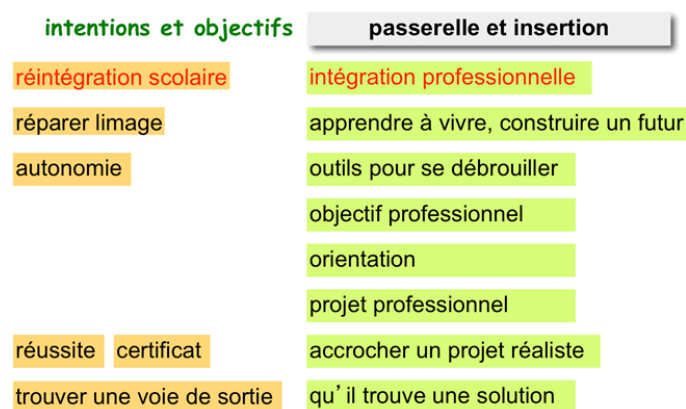 intentions et objectifs passerelle et insertion
réintégration scolaire intégration professionnelle
réparer limage apprendre à vivre, construire un futur
autonomie outils pour se débrouiller
objectif professionnel
orientation
projet professionnel
réussite certificat accrocher un projet réaliste
trouver une voie de sortie qu’il trouve une solution